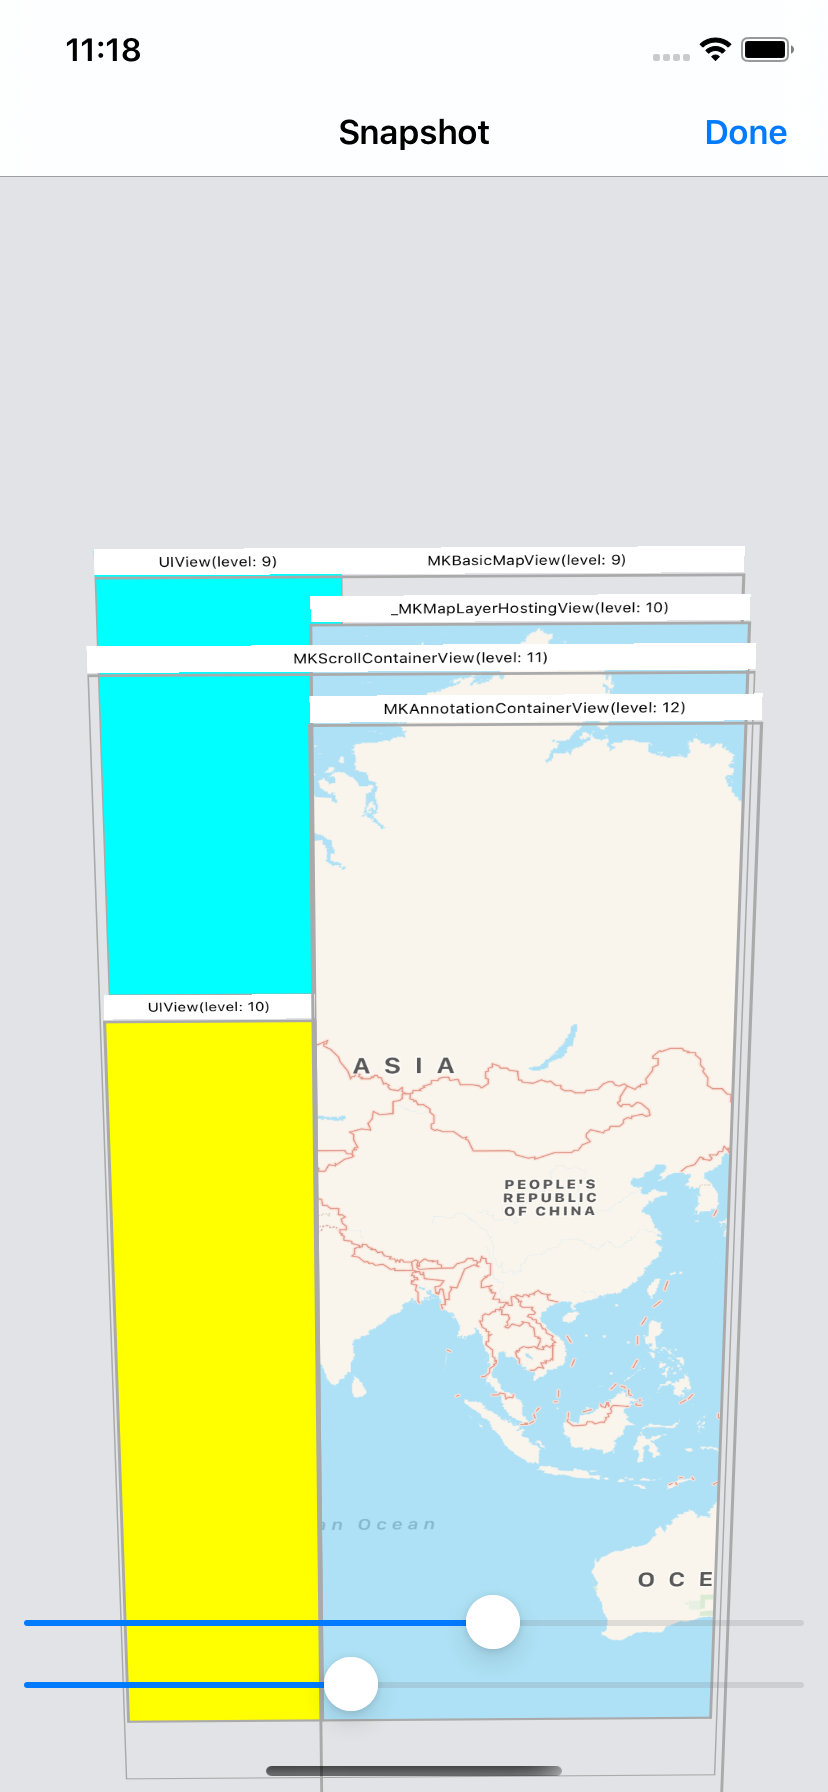 11:18
Snapshot
Done
UIView(level: 9)
MKBasicMapView(level: 9)
_MKMapLayerHostingView(level: 10)
MKScrollContainerView(level: 11)
MKAnnotationContainerView(level: 12)
UIView(level: 10)
ASIA
PEOPLE'S
REPUBLIC
OF CHINA
an Ocean
OCE